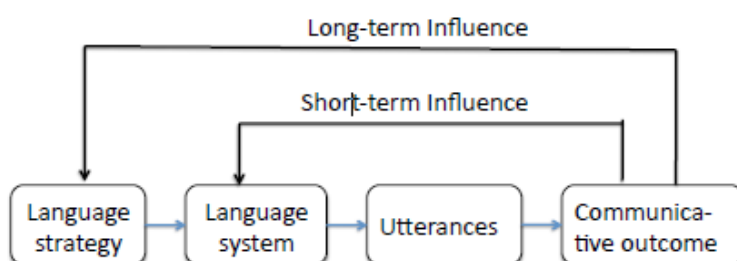 Long-term Influence
Short-term Influence
Language
strategy
Language
system
Utterances
Communica-
tive outcome